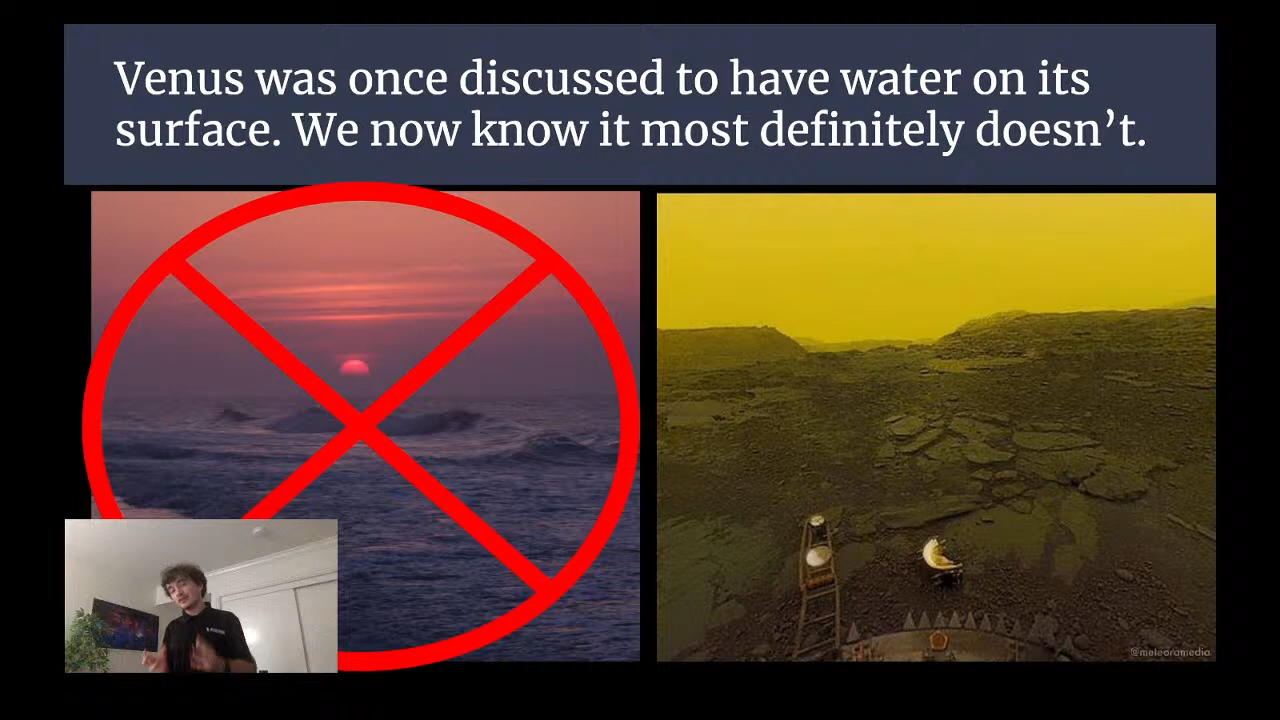 Venus was once discussed to have water on its
surface. We now know it most definitely doesn’t.
@meteoramedia